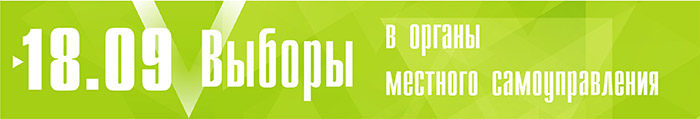 18.09 Выборы
в органы
местного самоуправления